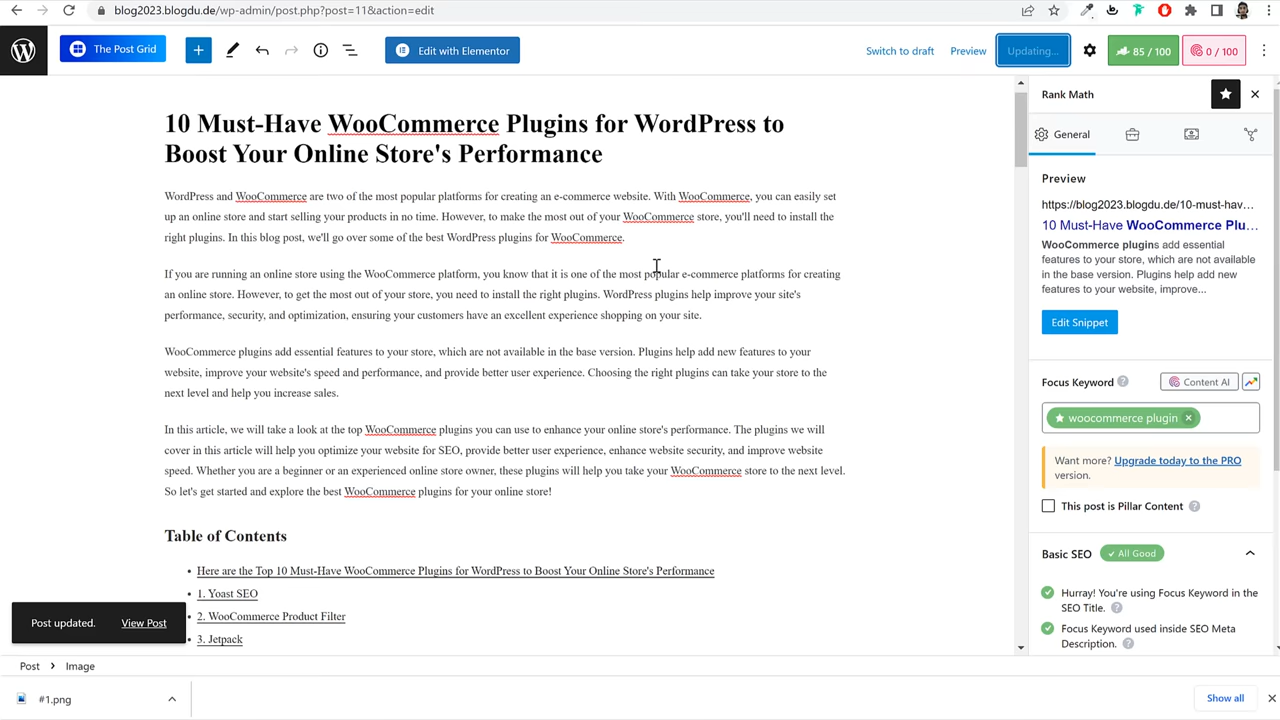 blog2023.blogdu.de/wp-admin/post.php?post=11&action=edit
The Post Grid
Edit with Elementor
Switch to draft
Preview
Updating...
85 / 100
0 / 100
10 Must-Have WooCommerce Plugins for WordPress to
Boost Your Online Store's Performance
WordPress and WooCommerce are two of the most popular platforms for creating an e-commerce website. With WooCommerce, you can easily set
up an online store and start selling your products in no time. However, to make the most out of your WooCommerce store, you'll need to install the
right plugins. In this blog post, we'll go over some of the best WordPress plugins for WooCommerce.
If you are running an online store using the WooCommerce platform, you know that it is one of the most popular e-commerce platforms for creating
an online store. However, to get the most out of your store, you need to install the right plugins. WordPress plugins help improve your site's
performance, security, and optimization, ensuring your customers have an excellent experience shopping on your site.
WooCommerce plugins add essential features to your store, which are not available in the base version. Plugins help add new features to your
website, improve your website's speed and performance, and provide better user experience. Choosing the right plugins can take your store to the
next level and help you increase sales.
In this article, we will take a look at the top WooCommerce plugins you can use to enhance your online store's performance. The plugins we will
cover in this article will help you optimize your website for SEO, provide better user experience, enhance website security, and improve website
speed. Whether you are a beginner or an experienced online store owner, these plugins will help you take your WooCommerce store to the next level.
So let's get started and explore the best WooCommerce plugins for your online store!
Table of Contents
Here are the Top 10 Must-Have WooCommerce Plugins for WordPress to Boost Your Online Store's Performance
1. Yoast SEO
2. WooCommerce Product Filter
3. Jetpack
Post updated.
View Post
Post
Image
#1.png
Show all
Rank Math
General
Preview
https://blog2023.blogdu.de/10-must-hav...
10 Must-Have WooCommerce Plu...
WooCommerce plugins add essential
features to your store, which are not available
in the base version. Plugins help add new
features to your website, improve...
Edit Snippet
Focus Keyword
Content AI
woocommerce plugin
Want more? Upgrade today to the PRO
version.
This post is Pillar Content
Basic SEO
All Good
Hurray! You're using Focus Keyword in the
SEO Title.
Focus Keyword used inside SEO Meta
Description.